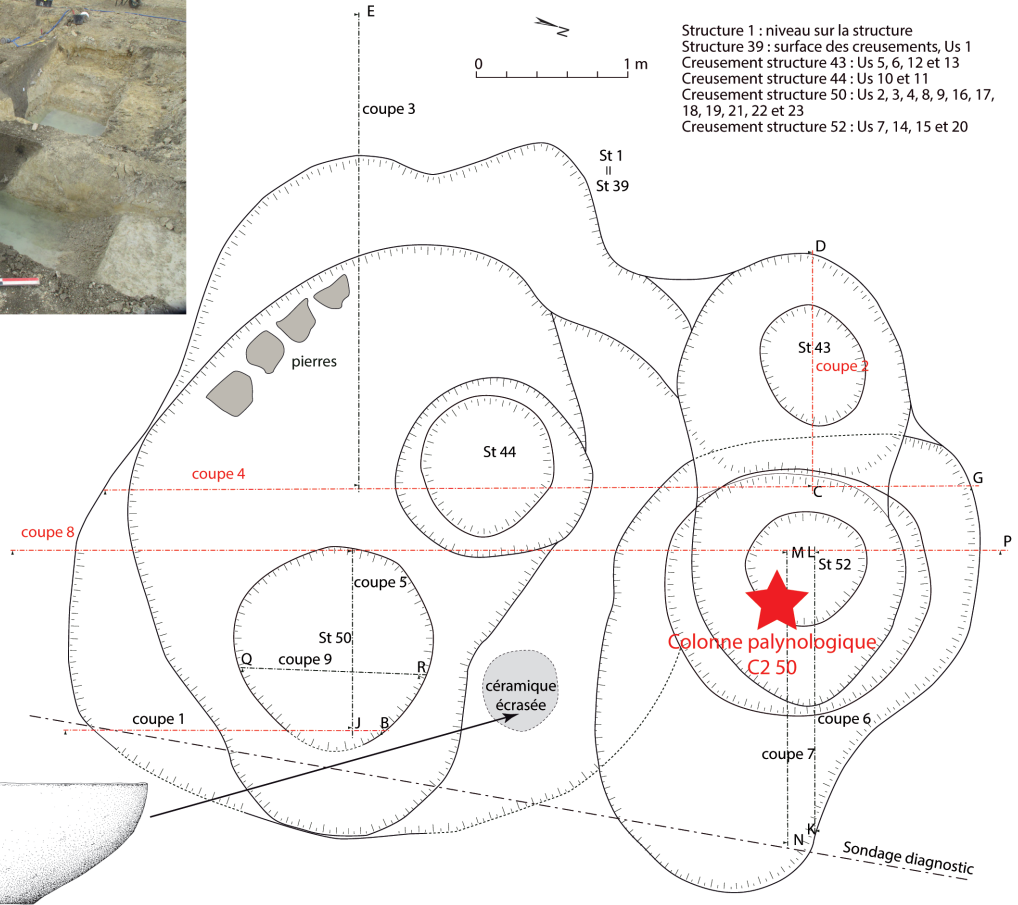 E
N
0
1 m
Structure 1 : niveau sur la structure
Structure 39 : surface des creusements, Us 1
Creusement structure 43 : Us 5, 6, 12 et 13
Creusement structure 44 : Us 10 et 11
Creusement structure 50 : Us 2, 3, 4, 8, 9, 16, 17,
18, 19, 21, 22 et 23
Creusement structure 52 : Us 7, 14, 15 et 20
coupe 3
St 1
=
St 39
D
St 43
coupe 2
pierres
St 44
coupe 4
G
C
coupe 8
P
M L
St 52
coupe 5
St 50
Q
coupe 9
R
Colonne palynologique
C2 50
céramique
écrasée
coupe 1
J
B
coupe 6
coupe 7
K
N
Sondage diagnostic